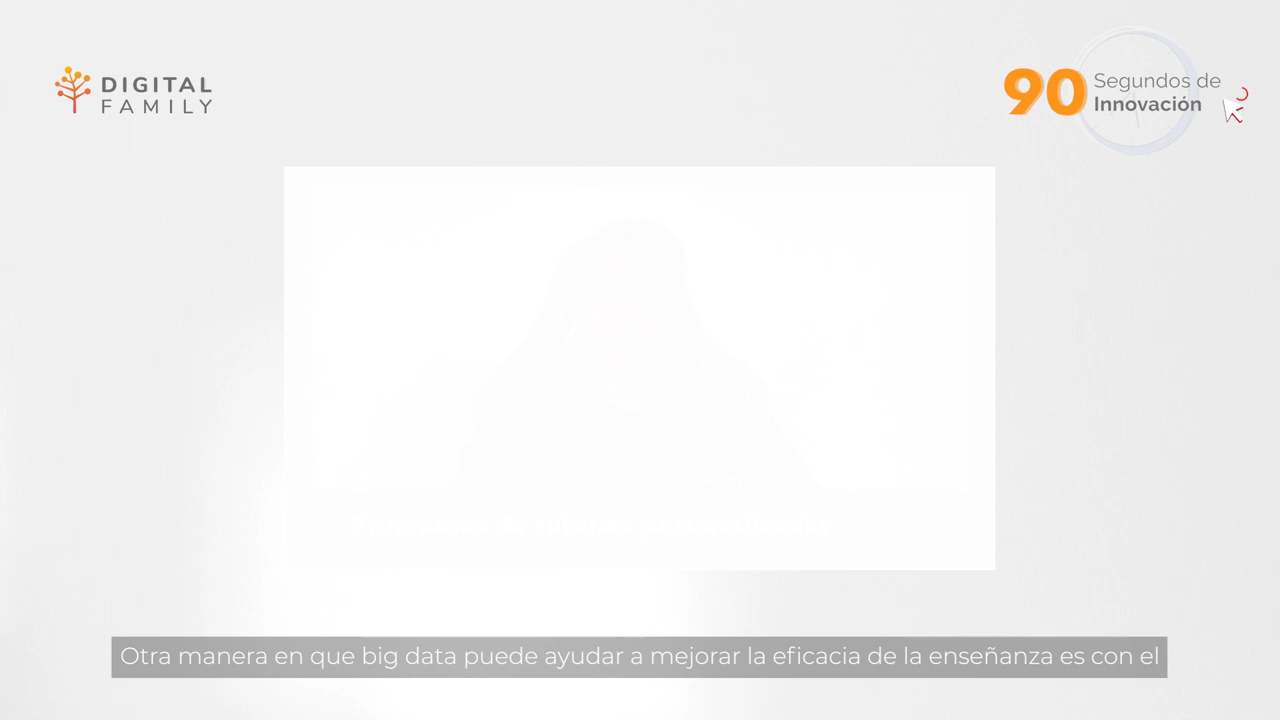 DIGITAL
FAMILY
90
Segundos de
Innovación
Otra manera en que big data puede ayudar a mejorar la eficacia de la enseñanza es con el